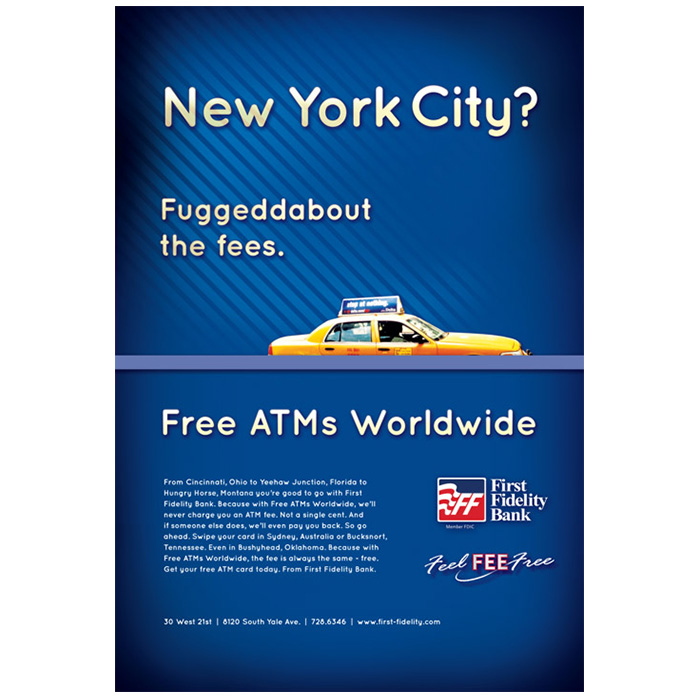 New York City?
Fuggeddabout
the fees.
stop at nothing.
Free ATMs Worldwide
From Cincinnati, Ohio to Yeehaw Junction, Florida to
Hungry Horse, Montana you're good to go with First
Fidelity Bank. Because with Free ATMs Worldwide, we'll
never charge you an ATM fee. Not a single cent. And
if someone else does, we'll even pay you back. So go
ahead. Swipe your card in Sydney, Australia or Bucksnort,
Tennessee. Even in Bushyhead, Oklahoma. Because with
Free ATMs Worldwide, the fee is always the same - free.
Get your free ATM card today. From First Fidelity Bank.
FF
First
Fidelity
Bank
Member FDIC
Feel FEE Free
30 West 21st | 8120 South Yale Ave. | 728.6346 | www.first-fidelity.com